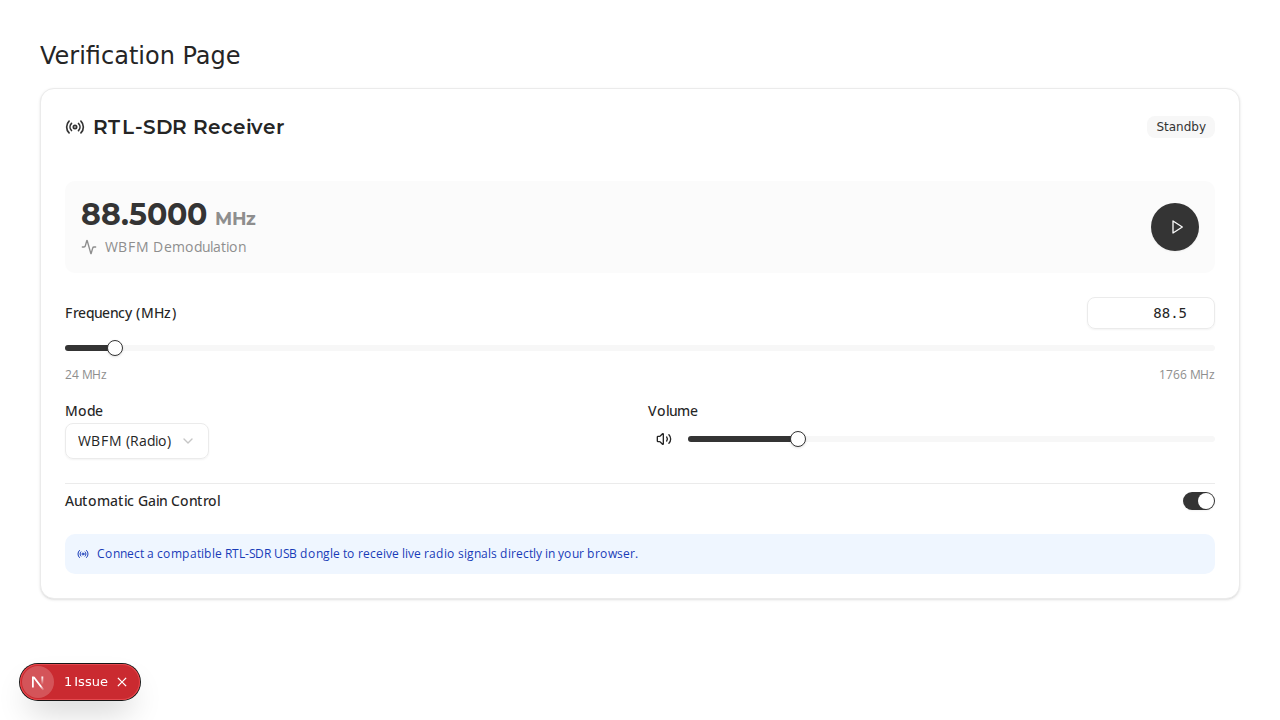 Verification Page
RTL-SDR Receiver
Standby
88.5000 MHz
WBFM Demodulation
Frequency (MHz)
88.5
24 MHz
1766 MHz
Mode
Volume
WBFM (Radio)
Automatic Gain Control
Connect a compatible RTL-SDR USB dongle to receive live radio signals directly in your browser.
N
1 Issue